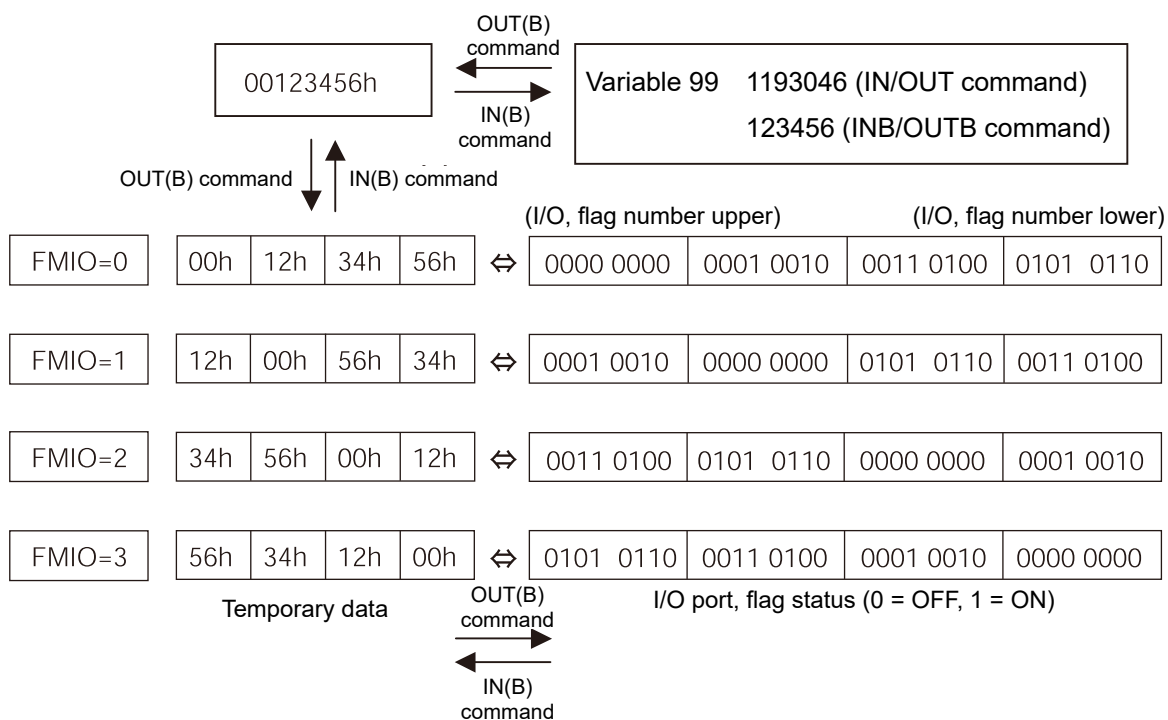 OUT(B)
command
00123456h
Variable 99 1193046 (IN/OUT command)
123456 (INB/OUTB command)
IN(B)
command
OUT(B) command
IN(B) command
(I/O, flag number upper) (I/O, flag number lower)
FMIO=0 00h 12h 34h 56h ⇔ 0000 0000 0001 0010 0011 0100 0101 0110
FMIO=1 12h 00h 56h 34h ⇔ 0001 0010 0000 0000 0101 0110 0011 0100
FMIO=2 34h 56h 00h 12h ⇔ 0011 0100 0101 0110 0000 0000 0001 0010
FMIO=3 56h 34h 12h 00h ⇔ 0101 0110 0011 0100 0001 0010 0000 0000
Temporary data
OUT(B)
command
I/O port, flag status (0 = OFF, 1 = ON)
IN(B)
command